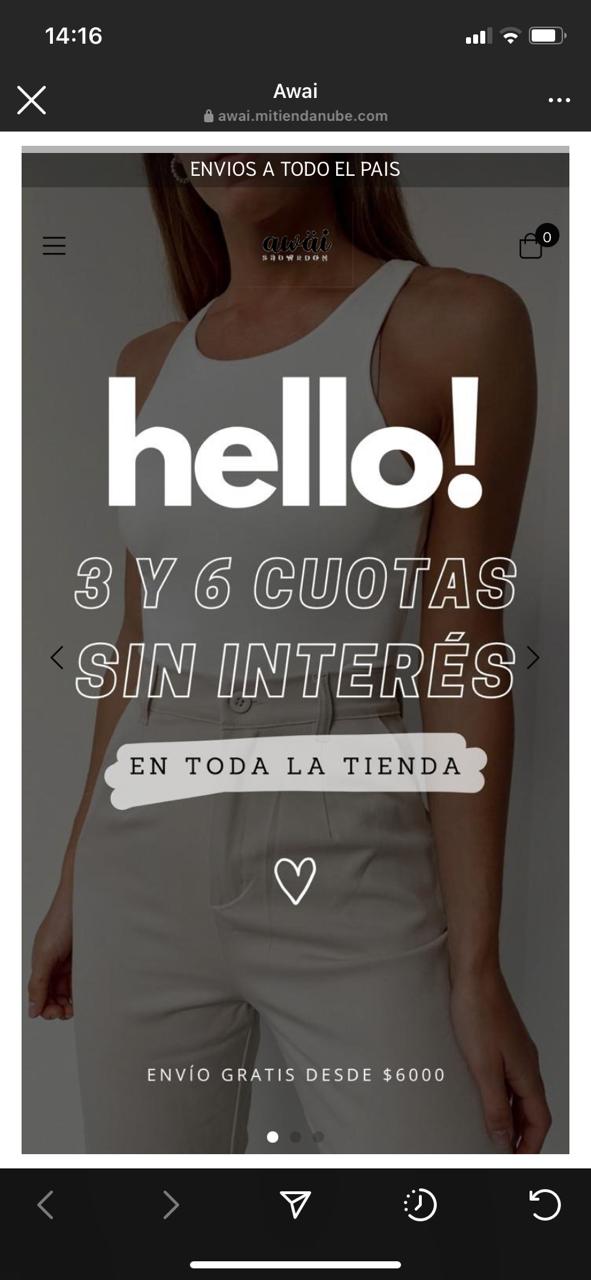 14:16
Awai
awai.mitiendanube.com
ENVIOS A TODO EL PAIS
awäi
SHOWROOM
0
hello!
3 Y 6 CUOTAS
SIN INTERÉS
EN TODA LA TIENDA
ENVÍO GRATIS DESDE $6000